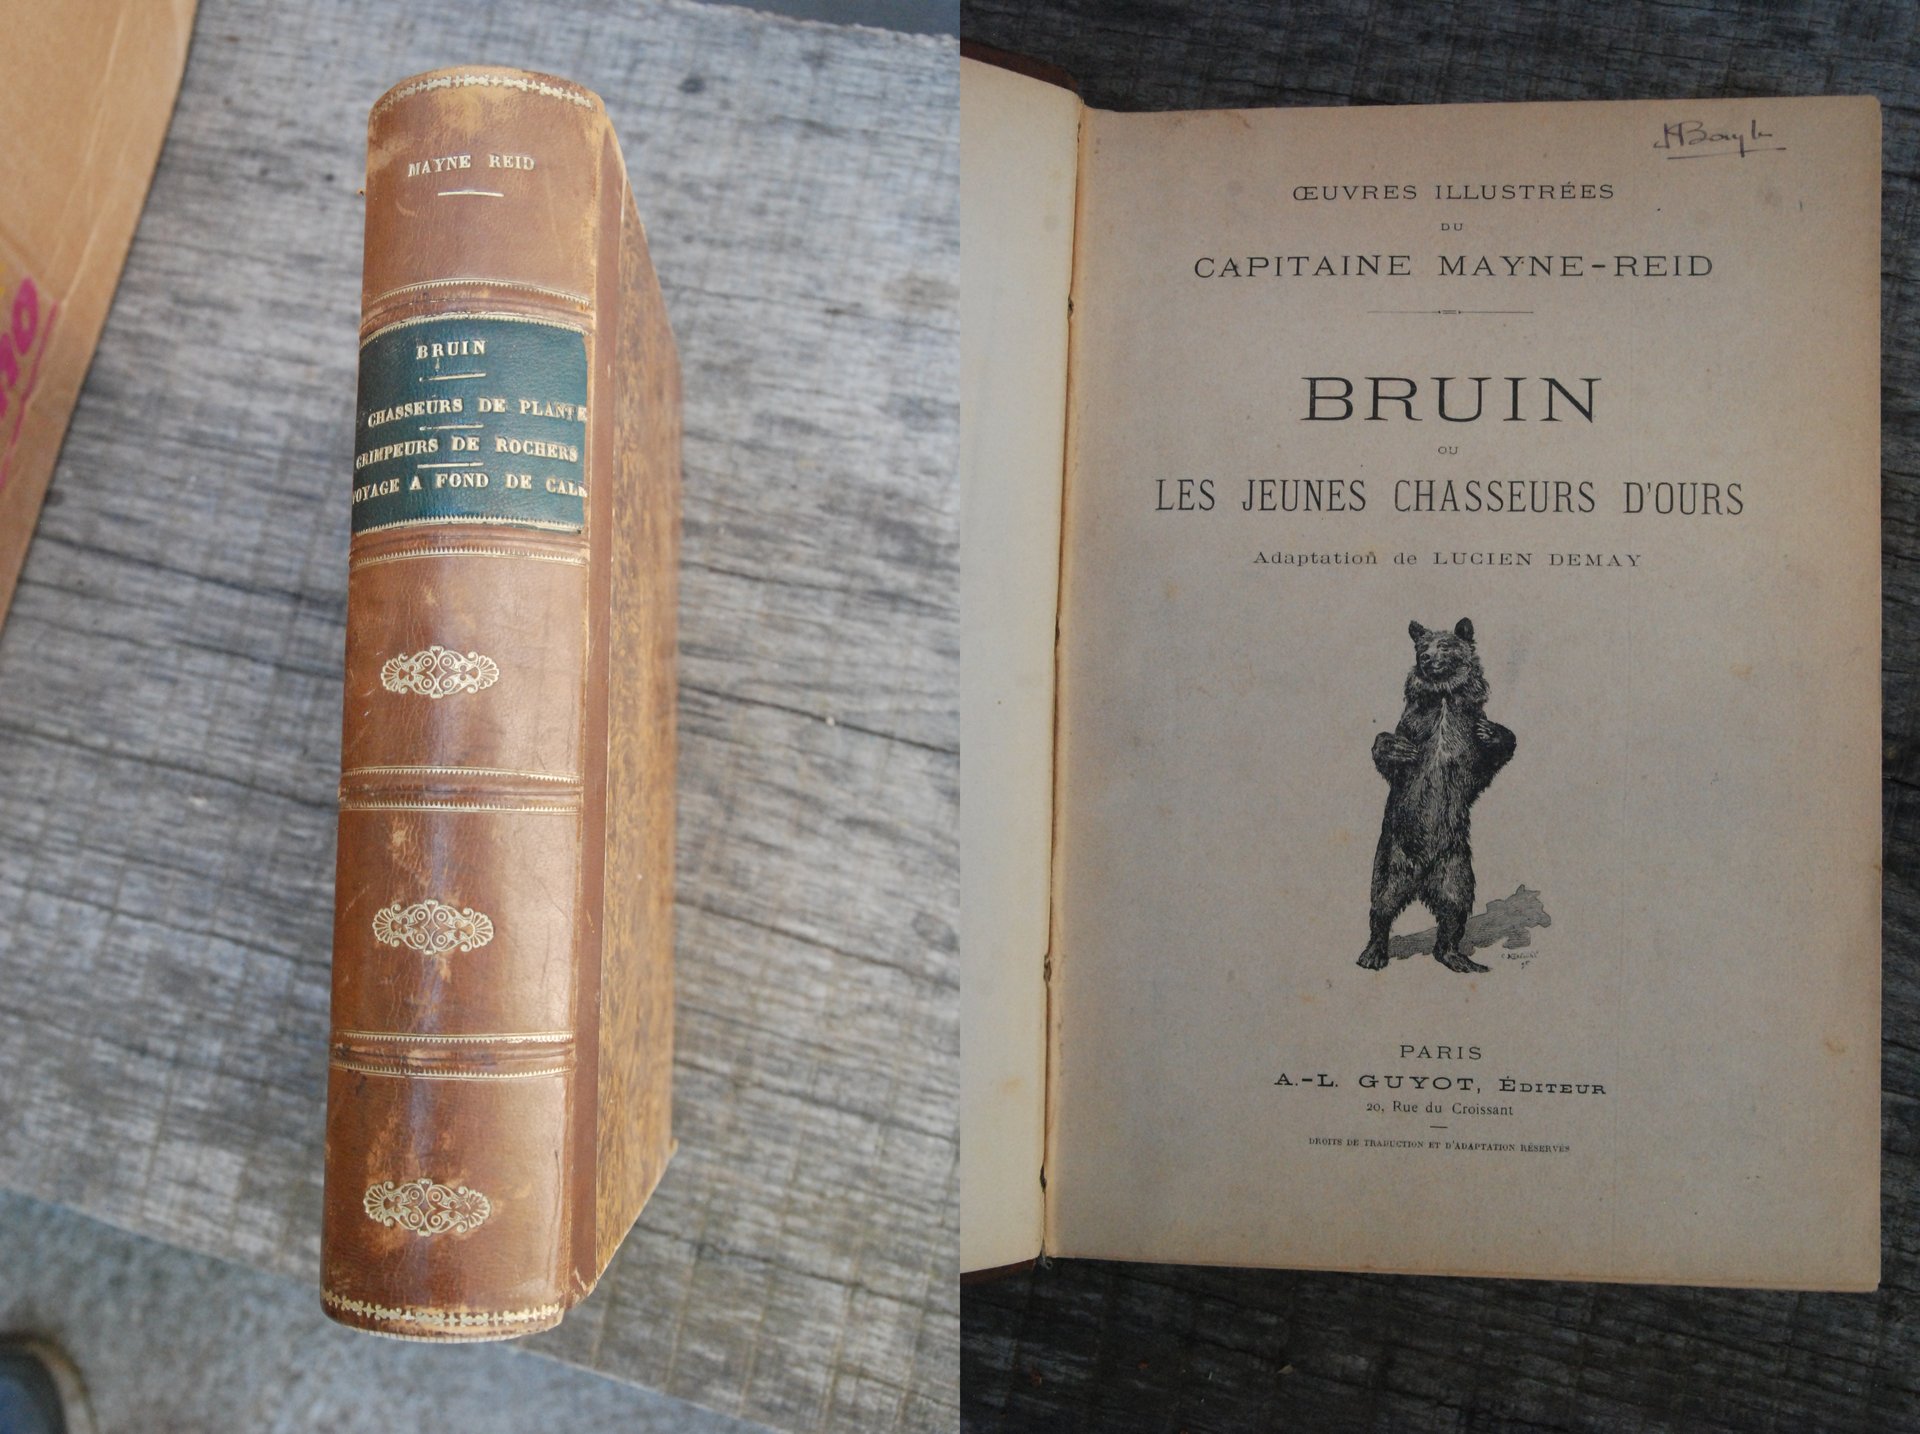 MAYNE REID
BRUIN
CHASSEURS DE PLANTE
GRIMPEURS DE ROCHERS
VOYAGE A FOND DE CALE
ŒUVRES ILLUSTRÉES
DU
CAPITAINE MAYNE-REID
BRUIN
OU
LES JEUNES CHASSEURS D'OURS
Adaptation de LUCIEN DEMAY
PARIS
A.-L. GUYOT, ÉDITEUR
20, Rue du Croissant
DROITS DE TRADUCTION ET D'ADAPTATION RÉSERVÉS